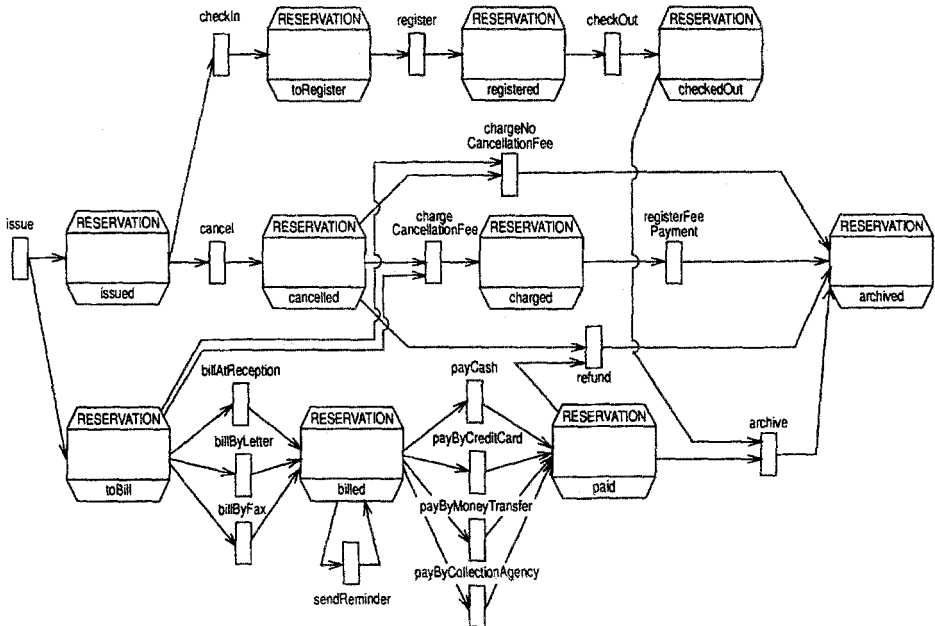 checkIn
RESERVATION
toRegister
register
RESERVATION
registered
checkOut
RESERVATION
checkedOut
chargeNo
CancellationFee
issue
RESERVATION
issued
cancel
RESERVATION
cancelled
charge
CancellationFee
RESERVATION
charged
registerFee
Payment
RESERVATION
archived
refund
RESERVATION
toBill
billAtReception
billByLetter
billByFax
RESERVATION
billed
sendReminder
payCash
payByCreditCard
payByMoneyTransfer
payByCollectionAgency
RESERVATION
paid
archive